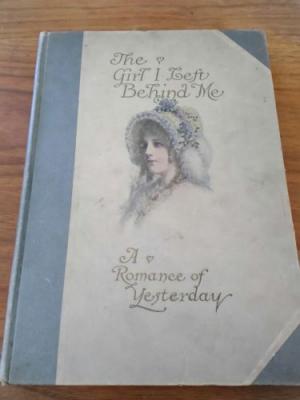 The
Girl I Left
Behind Me
A
Romance of
Yesterday